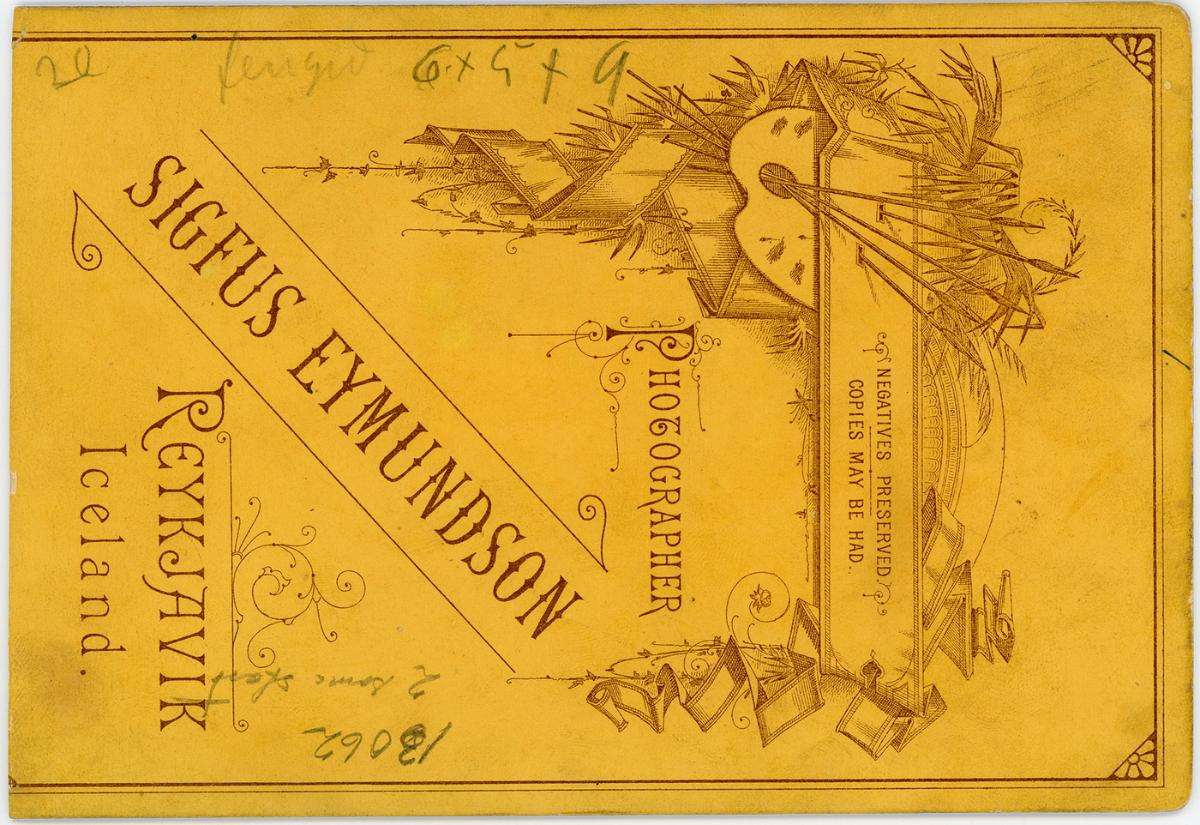 NEGATIVES PRESERVED
COPIES MAY BE HAD.
PHOTOGRAPHER
SIGFUS EYMUNDSON
REYKJAVIK
Iceland.
6 x 5 + 9
13062